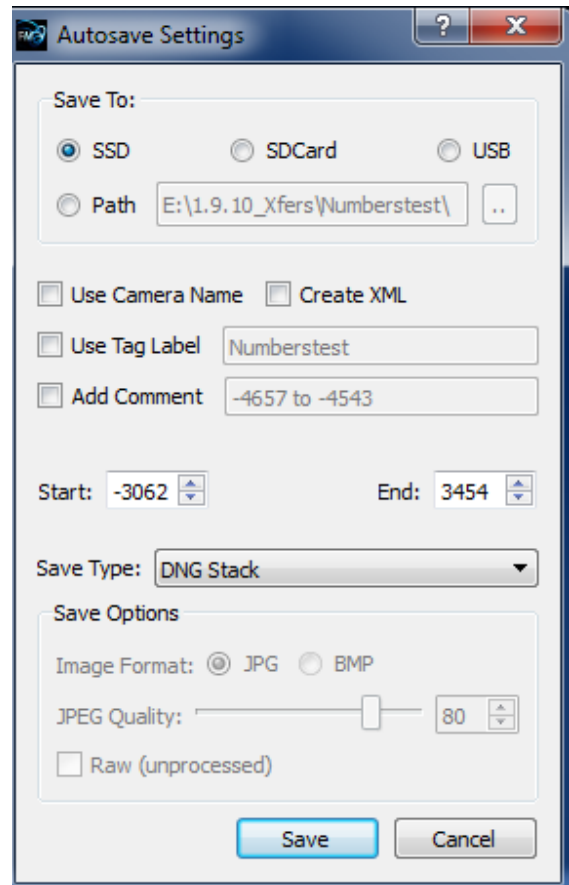 Autosave Settings
Save To:
SSD SDCard USB
Path E:\1.9.10_Xfers\Numberstest\ ..
Use Camera Name Create XML
Use Tag Label Numberstest
Add Comment -4657 to -4543
Start: -3062 End: 3454
Save Type: DNG Stack
Save Options
Image Format: JPG BMP
JPEG Quality: 80
Raw (unprocessed)
Save Cancel